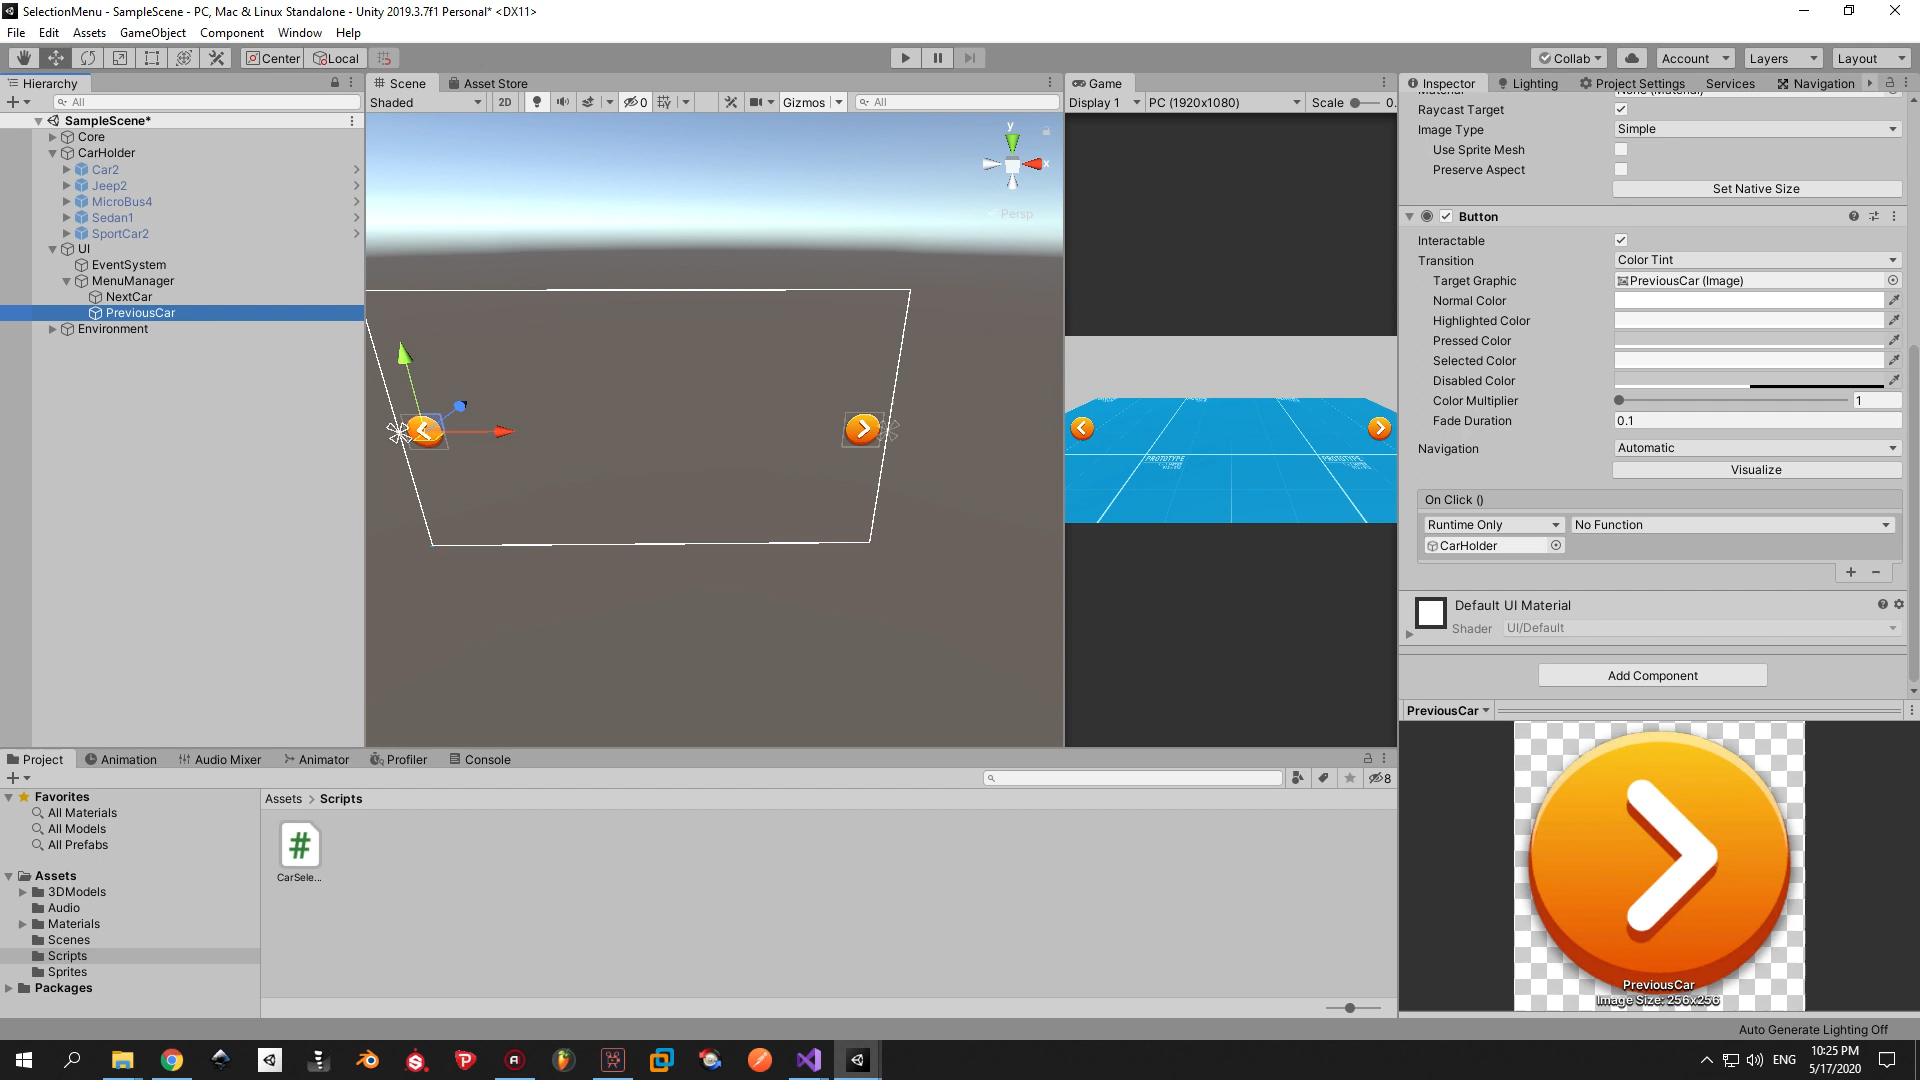 SelectionMenu - SampleScene - PC, Mac & Linux Standalone - Unity 2019.3.7f1 Personal* <DX11>
File Edit Assets GameObject Component Window Help
Center Local Collab Account Layers Layout
Hierarchy
All
SampleScene*
Core
CarHolder
Car2
Jeep2
MicroBus4
Sedan1
SportCar2
UI
EventSystem
MenuManager
NextCar
PreviousCar
Environment
Scene Asset Store
Shaded 2D 0 Gizmos All
y
x
Persp
Game
Display 1 PC (1920x1080) Scale 0.
PROTOTYPE
Inspector Lighting Project Settings Services Navigation
Raycast Target
Image Type Simple
Use Sprite Mesh
Preserve Aspect
Set Native Size
Button
Interactable
Transition Color Tint
Target Graphic PreviousCar (Image)
Normal Color
Highlighted Color
Pressed Color
Selected Color
Disabled Color
Color Multiplier 1
Fade Duration 0.1
Navigation Automatic
Visualize
On Click ()
Runtime Only No Function
CarHolder
Default UI Material
Shader UI/Default
Add Component
PreviousCar
PreviousCar
Image Size: 256x256
Project Animation Audio Mixer Animator Profiler Console
8
Favorites
All Materials
All Models
All Prefabs
Assets
3DModels
Audio
Materials
Scenes
Scripts
Sprites
Packages
Assets > Scripts
#
CarSele...
Auto Generate Lighting Off
ENG
10:25 PM
5/17/2020